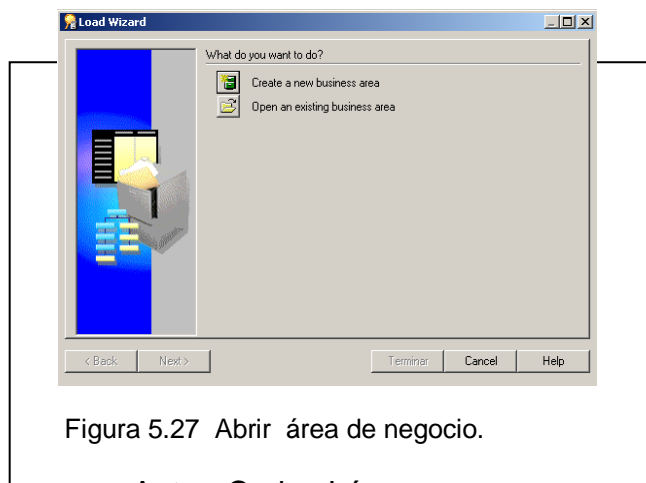 Load Wizard
What do you want to do?
Create a new business area
Open an existing business area
< Back Next > Terminar Cancel Help
Figura 5.27 Abrir área de negocio.